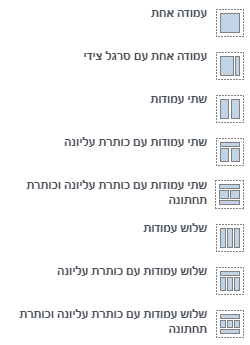 עמודה אחת
עמודה אחת עם סרגל צידי
שתי עמודות
שתי עמודות עם כותרת עליונה
שתי עמודות עם כותרת עליונה וכותרת
תחתונה
שלוש עמודות
שלוש עמודות עם כותרת עליונה
שלוש עמודות עם כותרת עליונה וכותרת
תחתונה